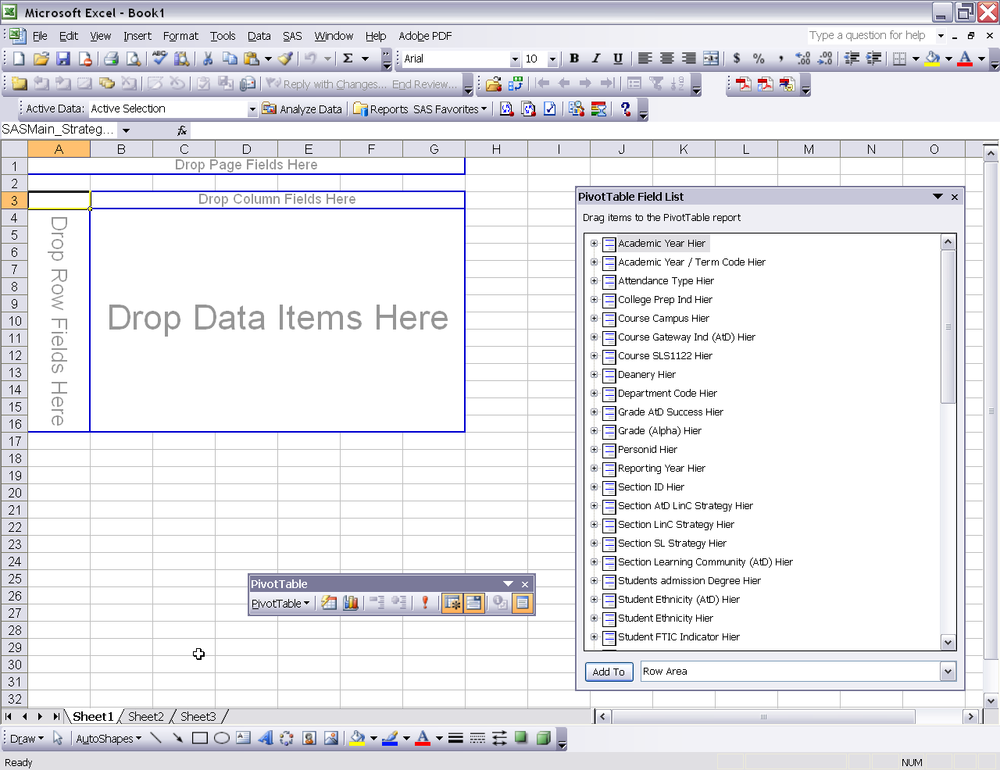 Microsoft Excel - Book1
File Edit View Insert Format Tools Data SAS Window Help Adobe PDF Type a question for help
Arial 10 B I U $ % ,
Reply with Changes... End Review...
Active Data: Active Selection Analyze Data Reports SAS Favorites
SASMain_Strateg... fx
A B C D E F G H I J K L M N O
1 Drop Page Fields Here
2
3 Drop Column Fields Here
4
5
6
7
8
9
10
11
12
13
14
15
16
17
18
19
20
21
22
23
24
25
26
27
28
29
30
31
32
Drop Row Fields Here
Drop Data Items Here
PivotTable Field List
Drag items to the PivotTable report
Academic Year Hier
Academic Year / Term Code Hier
Attendance Type Hier
College Prep Ind Hier
Course Campus Hier
Course Gateway Ind (AtD) Hier
Course SLS1122 Hier
Deanery Hier
Department Code Hier
Grade AtD Success Hier
Grade (Alpha) Hier
Personid Hier
Reporting Year Hier
Section ID Hier
Section AtD LinC Strategy Hier
Section LinC Strategy Hier
Section SL Strategy Hier
Section Learning Community (AtD) Hier
Students admission Degree Hier
Student Ethnicity (AtD) Hier
Student Ethnicity Hier
Student FTIC Indicator Hier
Add To Row Area
PivotTable
PivotTable
Sheet1 Sheet2 Sheet3
Draw AutoShapes
Ready NUM